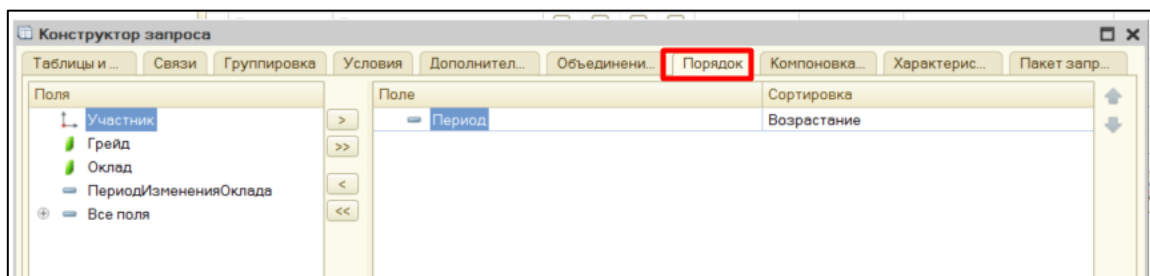 Конструктор запроса
Таблицы и ... Связи Группировка Условия Дополнител... Объединени... Порядок Компоновка... Характерис... Пакет запр...
Поля Поле Сортировка
Участник > Период Возрастание
Грейд >>
Оклад
ПериодИзмененияОклада <
Все поля <<